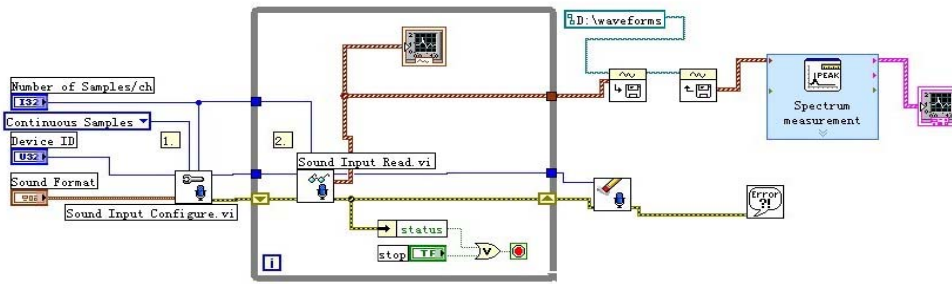 D:\waveforms
Number of Samples/ch
I32
Continuous Samples
Device ID
U32
Sound Format
1.
Sound Input Configure.vi
2.
Sound Input Read.vi
status
stop
TF
i
PEAK
Spectrum
measurement
Error
?!